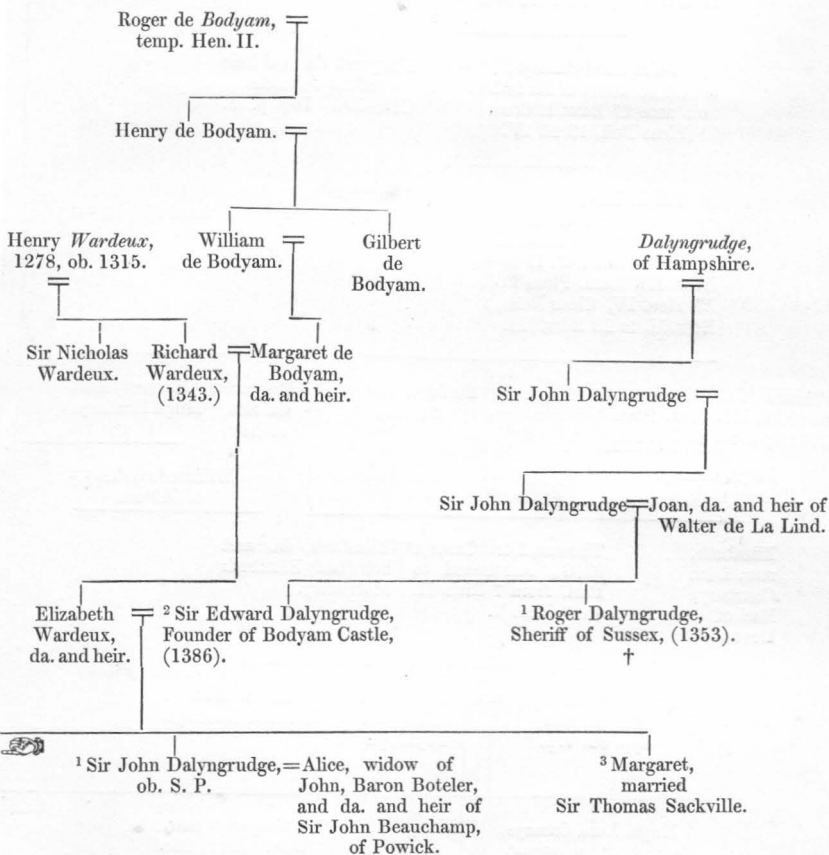 Roger de Bodyam,
temp. Hen. II.
Henry de Bodyam.
Henry Wardeux,
1278, ob. 1315.
William
de Bodyam.
Gilbert
de
Bodyam.
Dalyngrudge,
of Hampshire.
Sir Nicholas
Wardeux.
Richard
Wardeux,
(1343.)
Margaret de
Bodyam,
da. and heir.
Sir John Dalyngrudge
Sir John Dalyngrudge
Joan, da. and heir of
Walter de La Lind.
Elizabeth
Wardeux,
da. and heir.
² Sir Edward Dalyngrudge,
Founder of Bodyam Castle,
(1386).
¹ Roger Dalyngrudge,
Sheriff of Sussex, (1353).
†
¹ Sir John Dalyngrudge,=
ob. S. P.
Alice, widow of
John, Baron Boteler,
and da. and heir of
Sir John Beauchamp,
of Powick.
³ Margaret,
married
Sir Thomas Sackville.